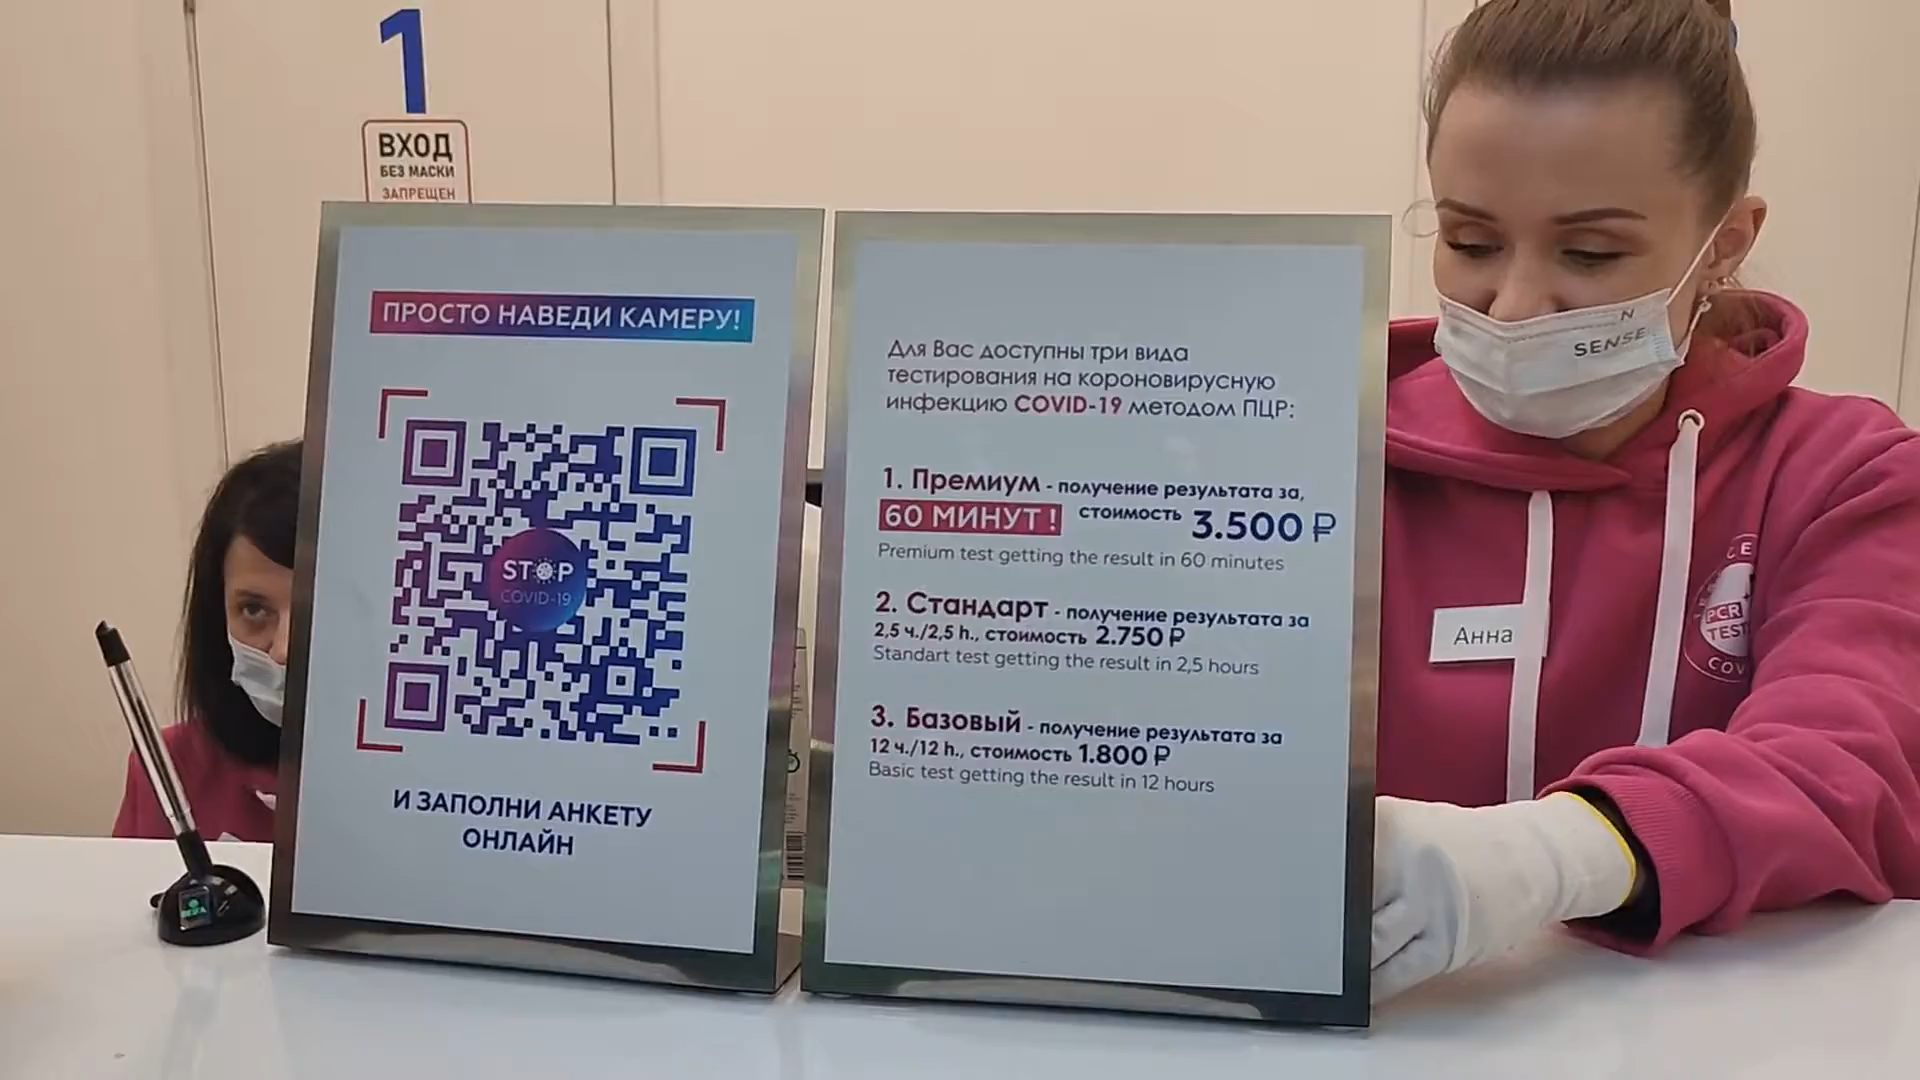 1
ВХОД
БЕЗ МАСКИ
ЗАПРЕЩЕН
ПРОСТО НАВЕДИ КАМЕРУ!
STOP
COVID-19
И ЗАПОЛНИ АНКЕТУ
ОНЛАЙН
Для Вас доступны три вида
тестирования на короновирусную
инфекцию COVID-19 методом ПЦР:
1. Премиум - получение результата за,
60 МИНУТ! стоимость 3.500 ₽
Premium test getting the result in 60 minutes
2. Стандарт - получение результата за
2,5 ч./2,5 h., стоимость 2.750 ₽
Standart test getting the result in 2,5 hours
3. Базовый - получение результата за
12 ч./12 h., стоимость 1.800 ₽
Basic test getting the result in 12 hours
N
SENSE
Анна
PCR
TEST